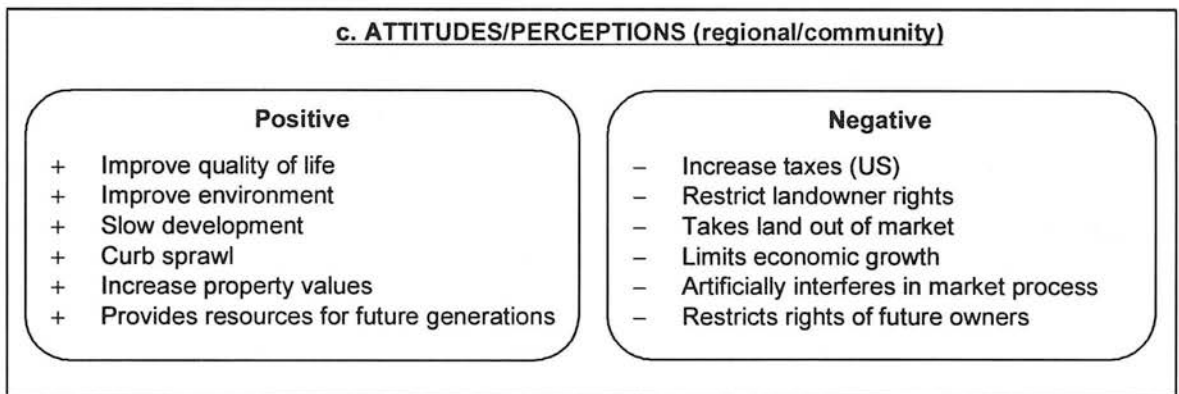 c. ATTITUDES/PERCEPTIONS (regional/community)
Positive
+ Improve quality of life
+ Improve environment
+ Slow development
+ Curb sprawl
+ Increase property values
+ Provides resources for future generations
Negative
– Increase taxes (US)
– Restrict landowner rights
– Takes land out of market
– Limits economic growth
– Artificially interferes in market process
– Restricts rights of future owners